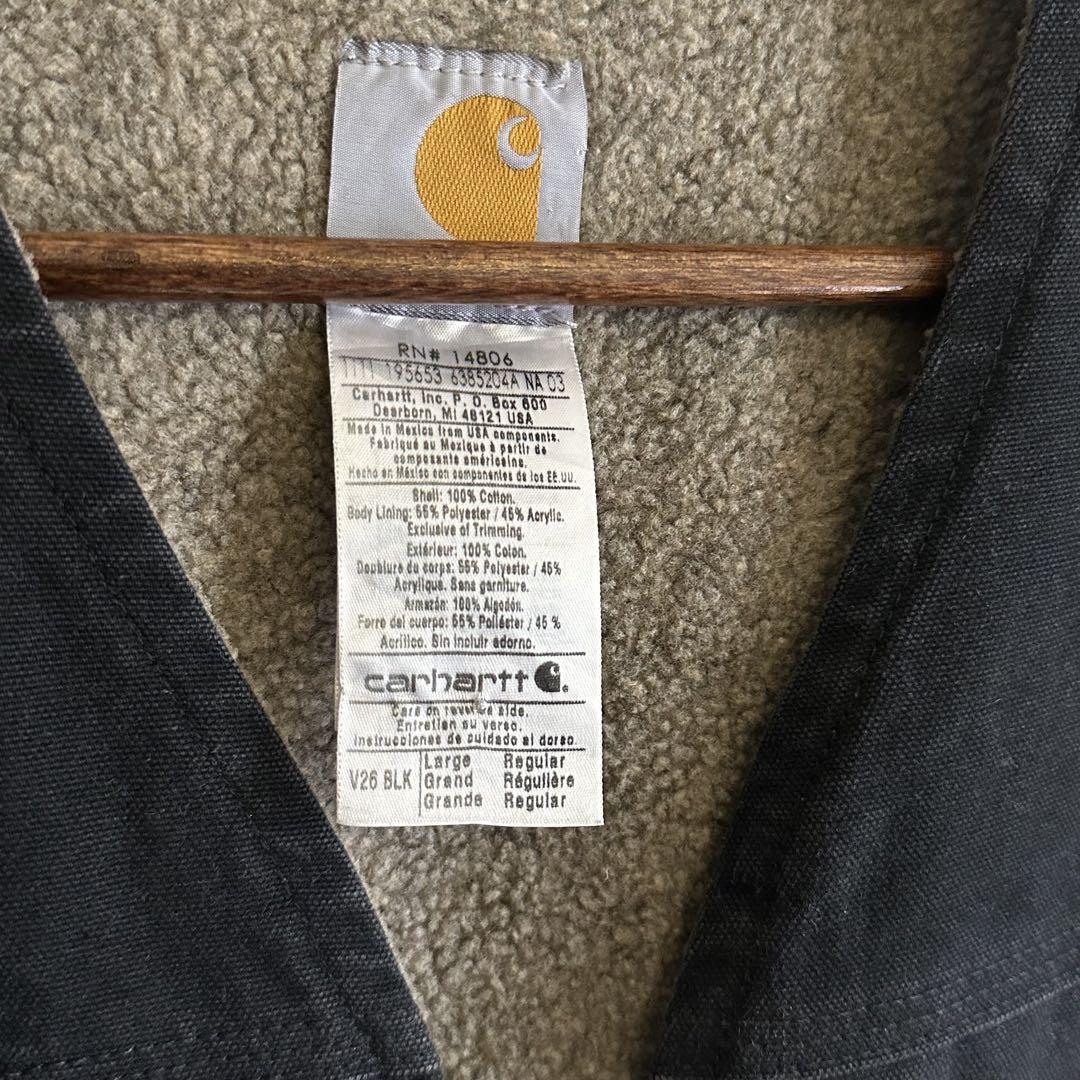 RN# 14806
1111 195653 6385204A NA 03
Carhartt, Inc. P. O. Box 600
Dearborn, MI 48121 USA
Made in Mexico from USA components.
Fabriqué au Mexique à partir de
composants américains.
Hecho en México con componentes de los EE.UU.
Shell: 100% Cotton.
Body Lining: 55% Polyester / 45% Acrylic.
Exclusive of Trimming.
Extérieur: 100% Coton.
Doublure du corps: 55% Polyester / 45%
Acrylique. Sans garniture.
Armazón: 100% Algodón.
Forro del cuerpo: 55% Poliéster / 45 %
Acrílico. Sin incluir adorno.
carhartt
Care on reverse side.
Entretien au verso.
Instrucciones de cuidado al dorso.
V26 BLK Large Regular
Grand Régulière
Grande Regular